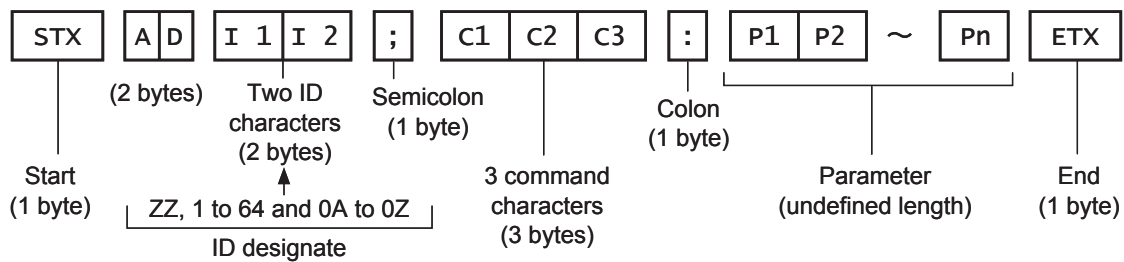 STX A D I 1 I 2 ; C1 C2 C3 : P1 P2 ～ Pn ETX
(2 bytes)
Two ID
characters
(2 bytes)
Semicolon
(1 byte)
Colon
(1 byte)
Start
(1 byte)
3 command
characters
(3 bytes)
Parameter
(undefined length)
End
(1 byte)
ZZ, 1 to 64 and 0A to 0Z
ID designate